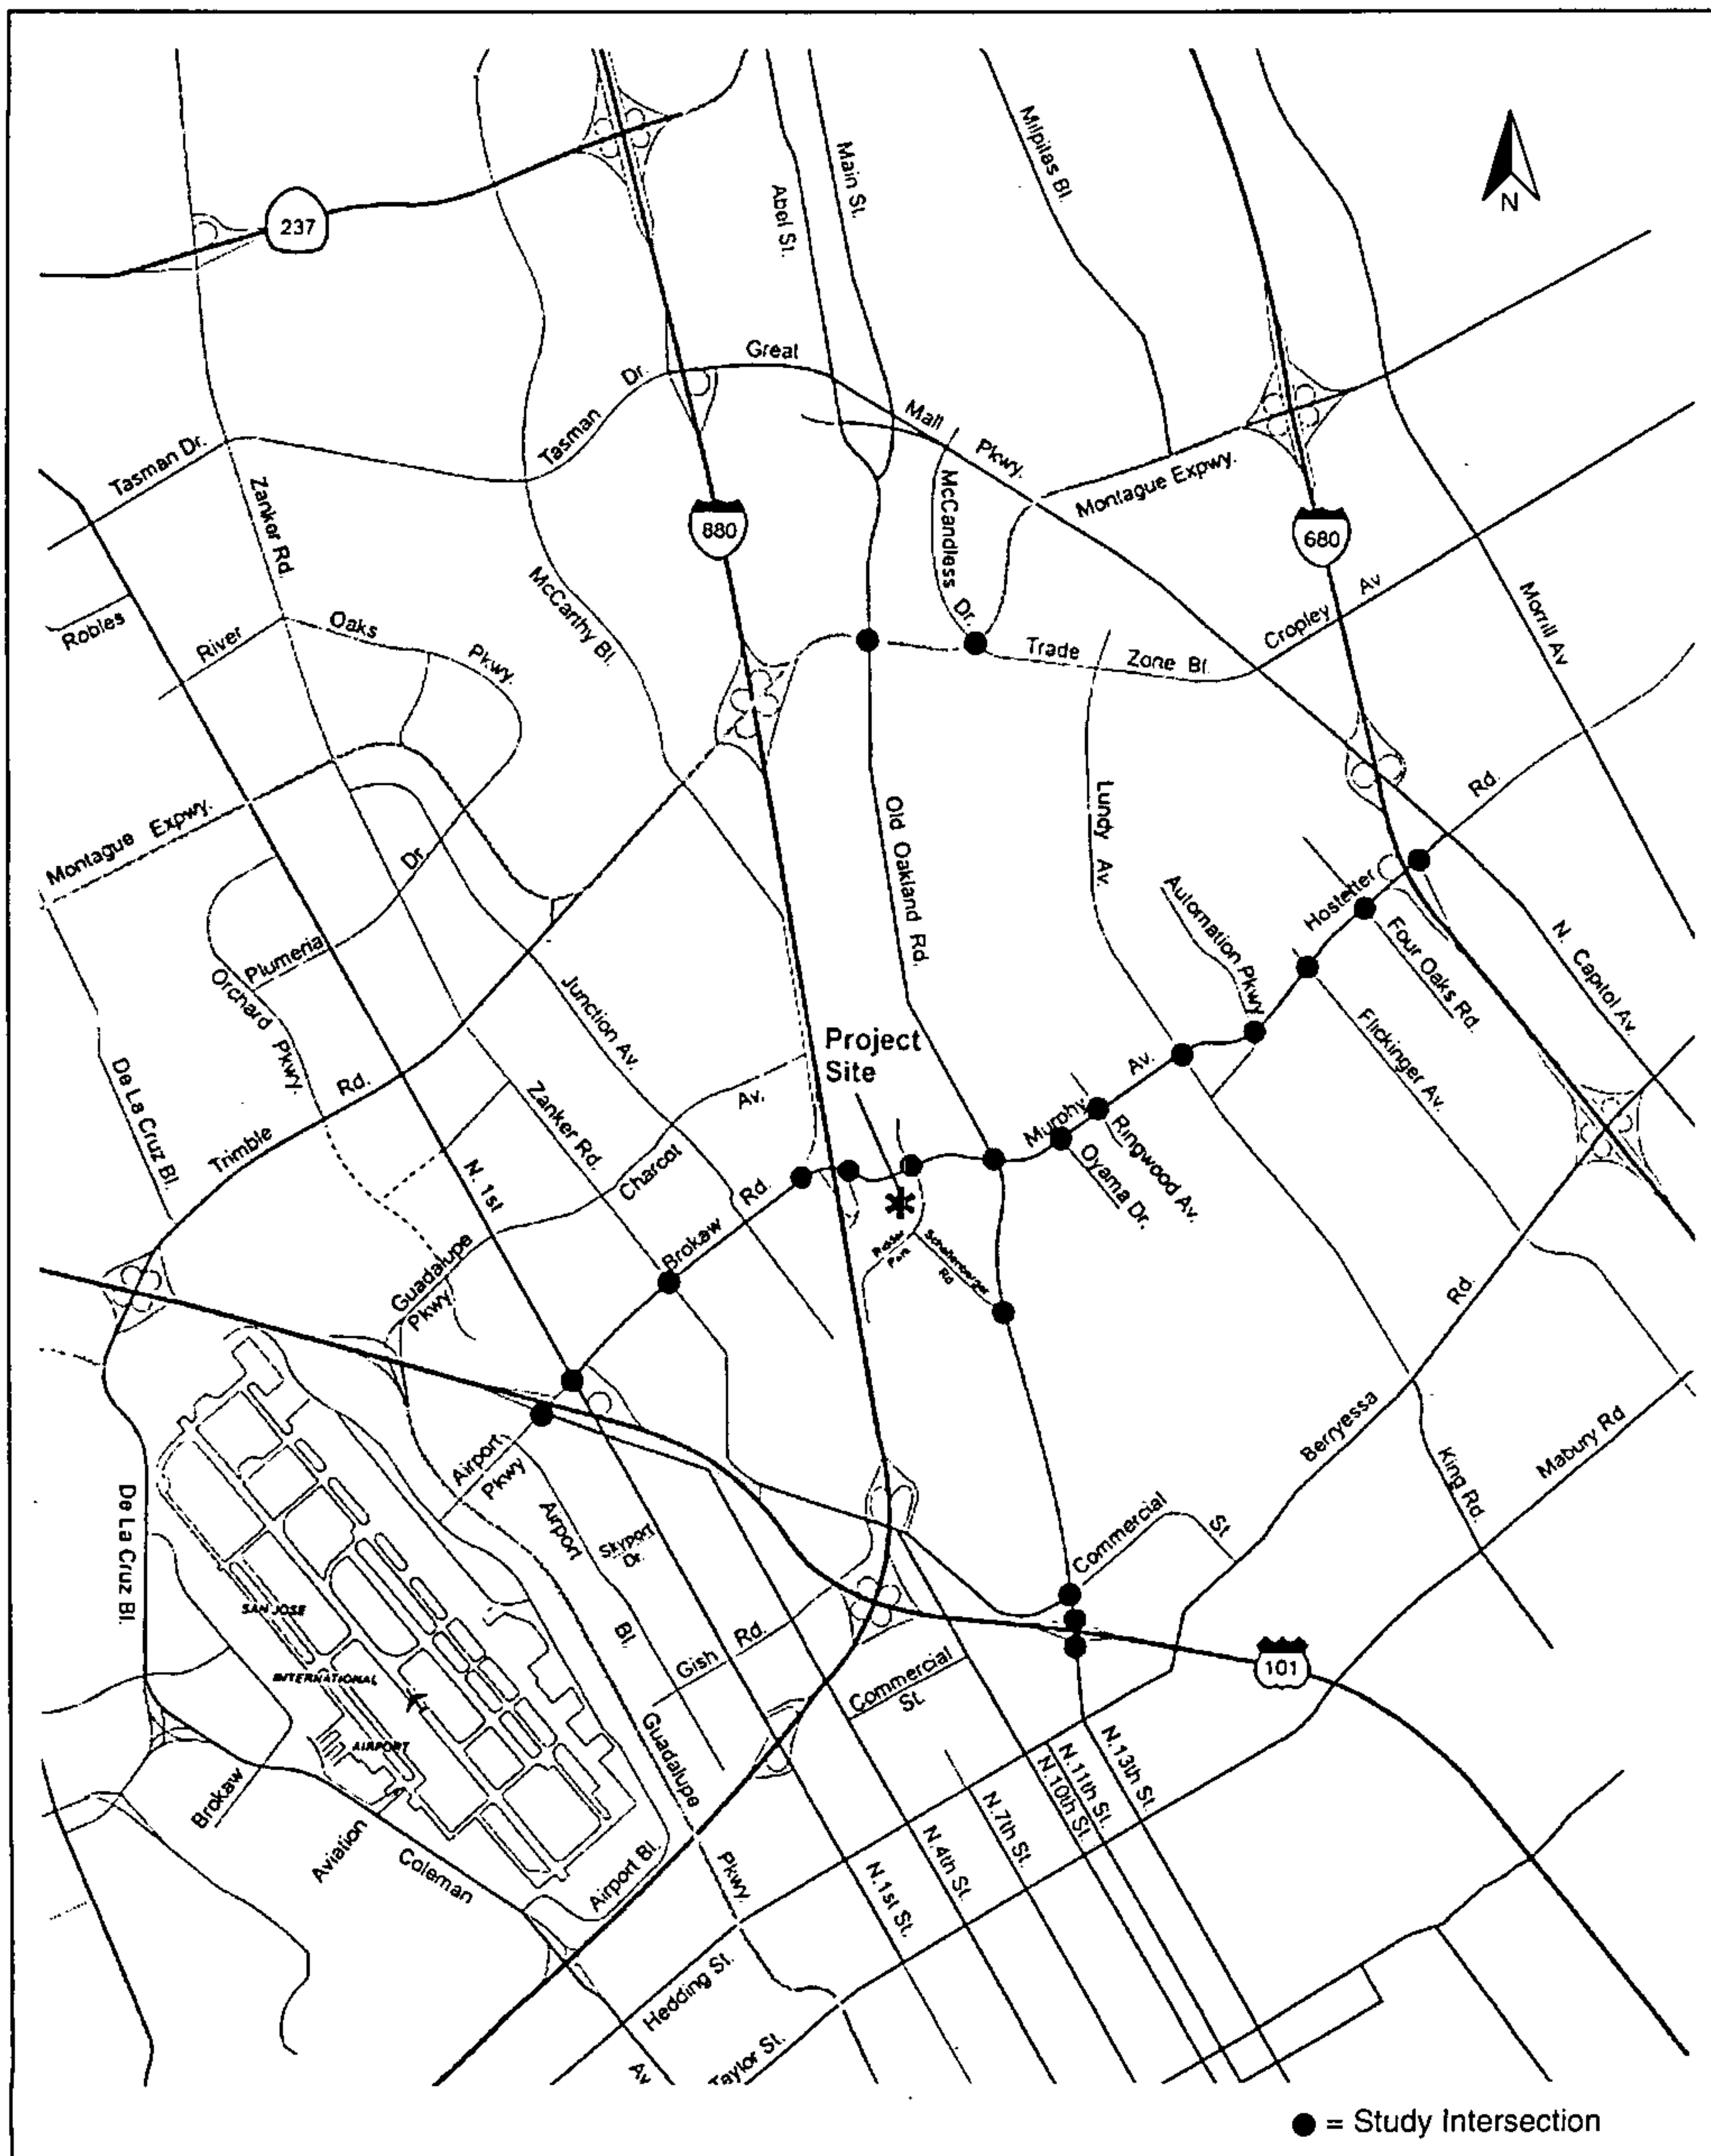 237
Abel St.
Main St.
Milpitas Bl.
N
Great
Mall
Pkwy.
Tasman Dr.
Tasman
Dr.
Zanker Rd.
880
McCarthy Bl.
McCandless
Dr.
Montague Expwy.
680
Cropley
Av
Morrill Av
Robles
River
Oaks
Pkwy.
Trade
Zone Bl.
Montague Expwy.
Dr.
Plumeria
Orchard
Pkwy.
Old Oakland Rd.
Lundy
Av.
Automation Pkwy
Hostetter
Rd.
Four Oaks Rd.
N. Capitol Av.
Flickinger Av.
De La Cruz Bl.
Trimble
Rd.
Junction Av.
Zanker Rd.
N. 1st
Charcot
Av.
Project
Site
Murphy
Av.
Ringwood Av.
Oyama Dr.
Brokaw
Rd.
Ridder
Park
Schallenberger
Rd
Guadalupe
Pkwy.
Berryessa
Rd.
King Rd.
Mabury Rd
Airport
Pkwy
Airport
Bl.
Skyport
Dr.
De La Cruz Bl.
SAN JOSE
INTERNATIONAL
AIRPORT
Gish
Rd.
Commercial
St
Commercial
St.
101
Guadalupe
Pkwy.
Brokaw
Aviation
Coleman
Av
Airport Bl.
N.1st St.
N.4th St.
N.7th St.
N.10th St.
N.11th St.
N.13th St.
Hedding St.
Taylor St.
= Study Intersection